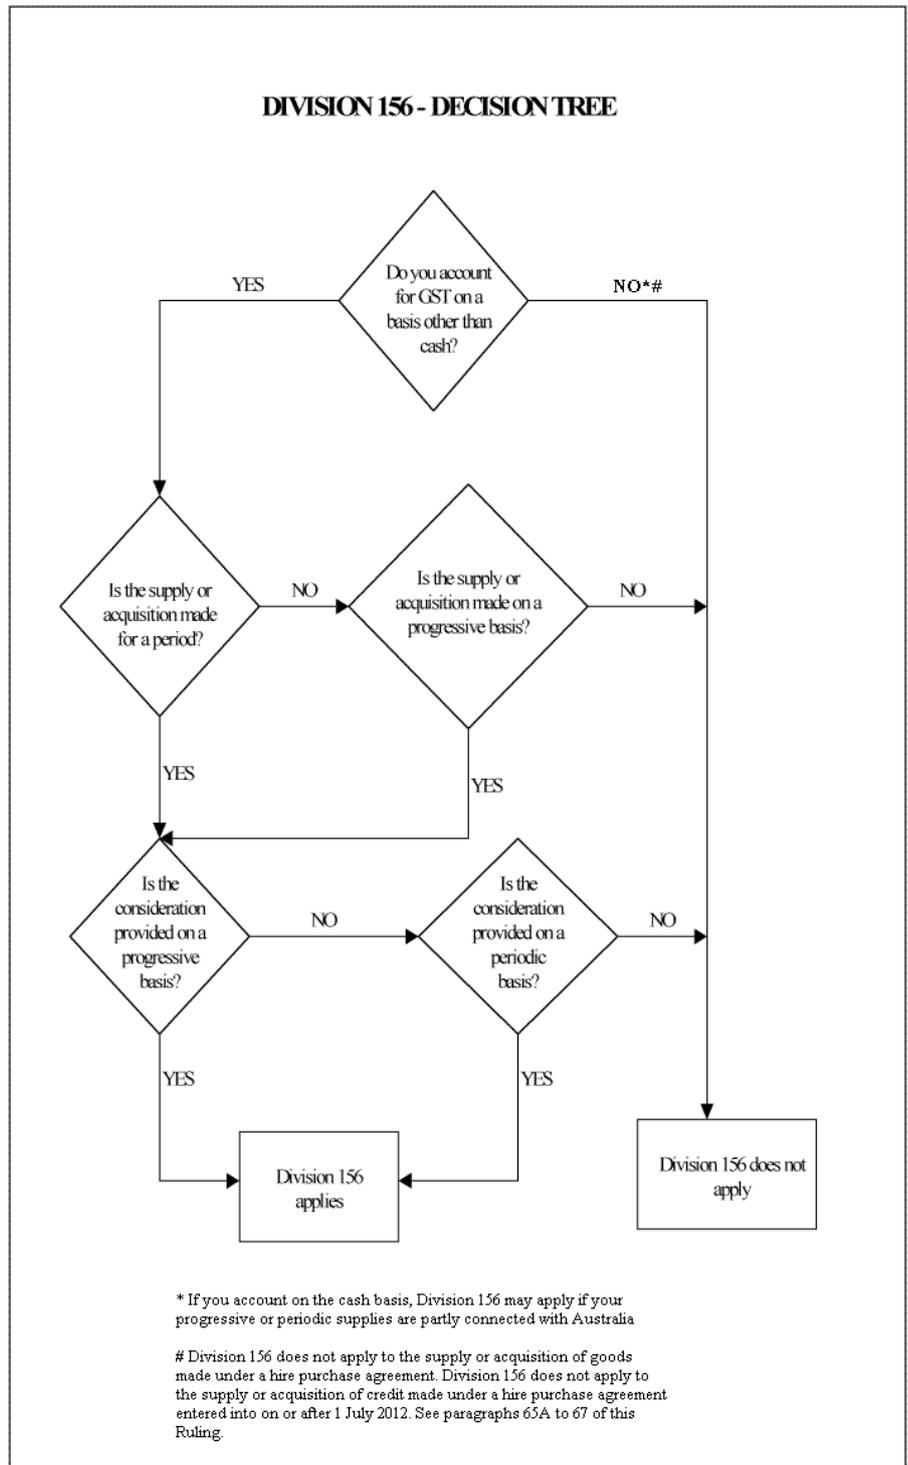 DIVISION 156 - DECISION TREE
Do you account
for GST on a
basis other than
cash?
YES
NO*#
Is the supply or
acquisition made
for a period?
NO
Is the supply or
acquisition made on a
progressive basis?
NO
YES
YES
Is the
consideration
provided on a
progressive
basis?
NO
Is the
consideration
provided on a
periodic
basis?
NO
YES
YES
Division 156
applies
Division 156 does not
apply
* If you account on the cash basis, Division 156 may apply if your
progressive or periodic supplies are partly connected with Australia
# Division 156 does not apply to the supply or acquisition of goods
made under a hire purchase agreement. Division 156 does not apply to
the supply or acquisition of credit made under a hire purchase agreement
entered into on or after 1 July 2012. See paragraphs 65A to 67 of this
Ruling.